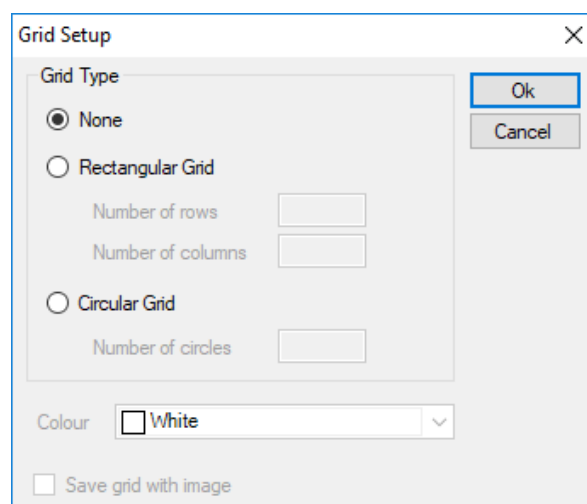 Grid Setup
Grid Type
Ok
None
Cancel
Rectangular Grid
Number of rows
Number of columns
Circular Grid
Number of circles
Colour White
Save grid with image